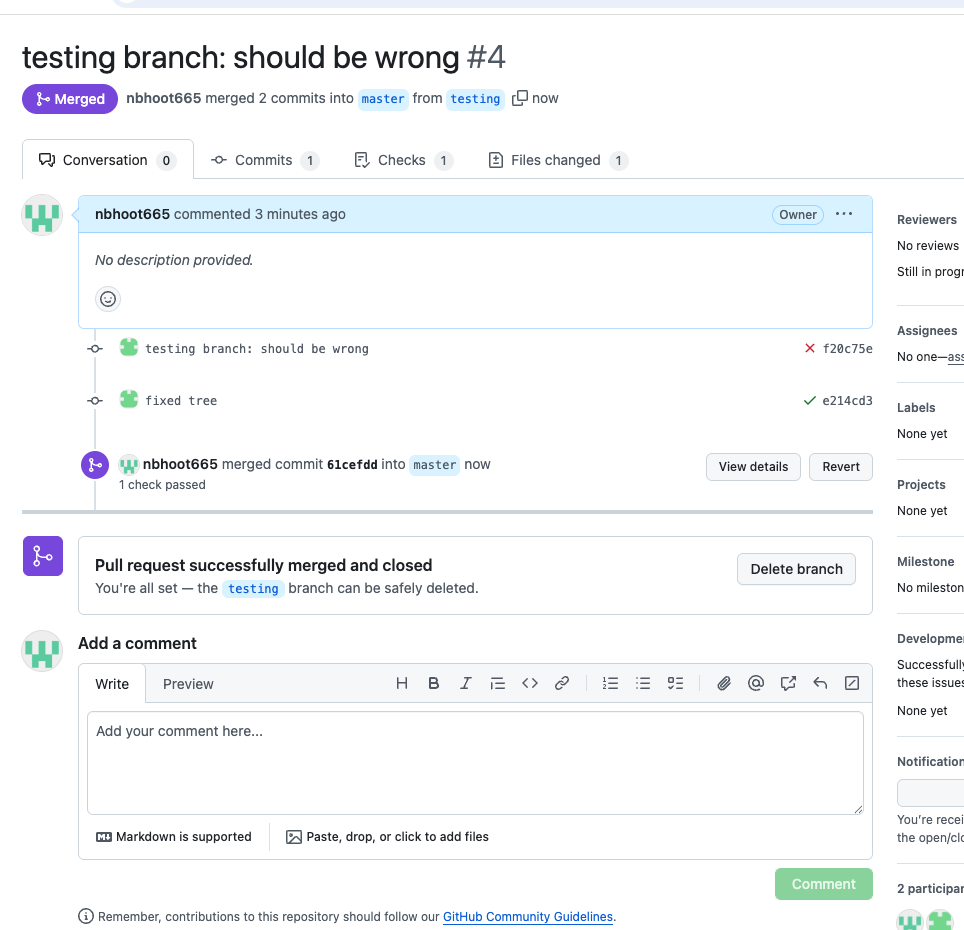 testing branch: should be wrong #4
Merged nbhoot665 merged 2 commits into master from testing now
Conversation 0 Commits 1 Checks 1 Files changed 1
nbhoot665 commented 3 minutes ago Owner ...
No description provided.
testing branch: should be wrong f20c75e
fixed tree e214cd3
nbhoot665 merged commit 61cefdd into master now View details Revert
1 check passed
Pull request successfully merged and closed
You're all set — the testing branch can be safely deleted.
Delete branch
Add a comment
Write Preview H B I
Add your comment here...
Markdown is supported Paste, drop, or click to add files
Comment
Remember, contributions to this repository should follow our GitHub Community Guidelines.
Reviewers
No reviews
Still in prog
Assignees
No one—ass
Labels
None yet
Projects
None yet
Milestone
No mileston
Developme
Successfully
these issues
None yet
Notification
You're recei
the open/clo
2 participan